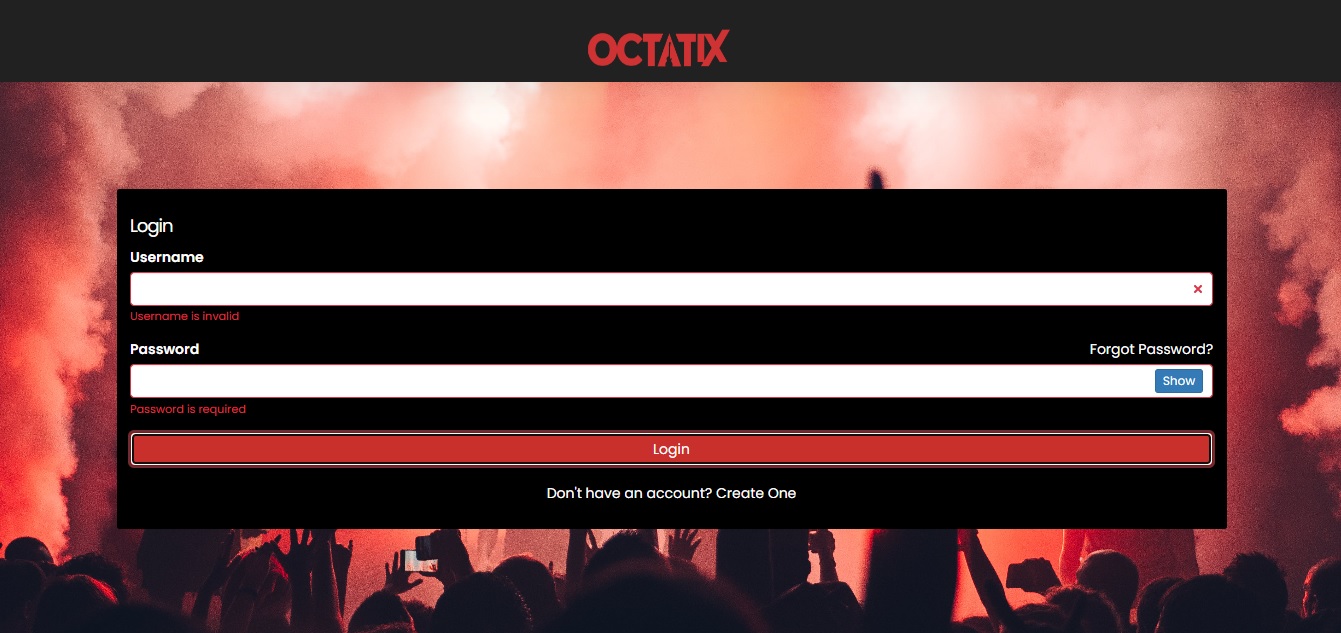 OCTATIX
Login
Username
Username is invalid
Password
Forgot Password?
Show
Password is required
Login
Don't have an account? Create One